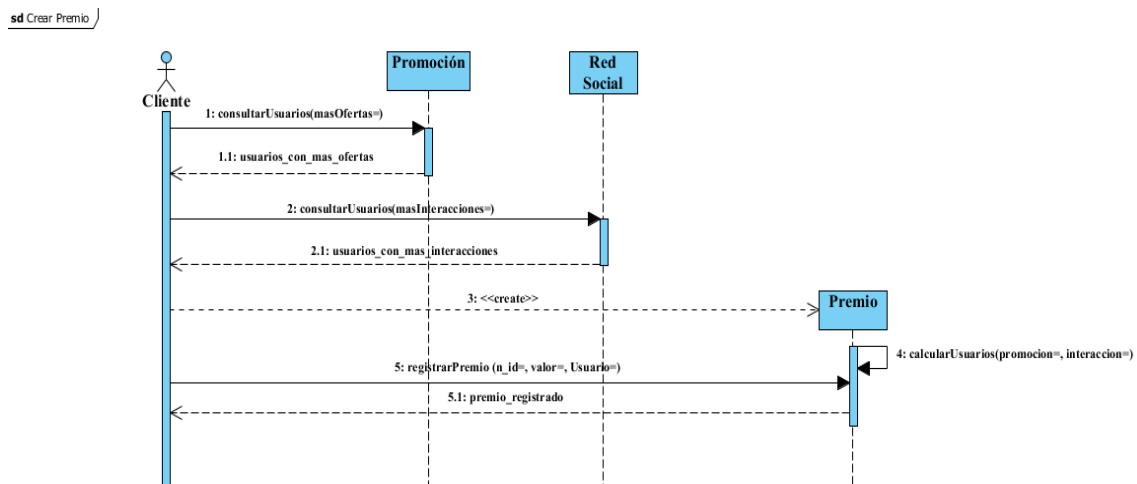 sd Crear Premio
Cliente
Promoción
Red
Social
1: consultarUsuarios(masOfertas=)
1.1: usuarios_con_mas_ofertas
2: consultarUsuarios(masInteracciones=)
2.1: usuarios_con_mas_interacciones
3: <<create>>
Premio
4: calcularUsuarios(promocion=, interaccion=)
5: registrarPremio (n_id=, valor=, Usuario=)
5.1: premio_registrado